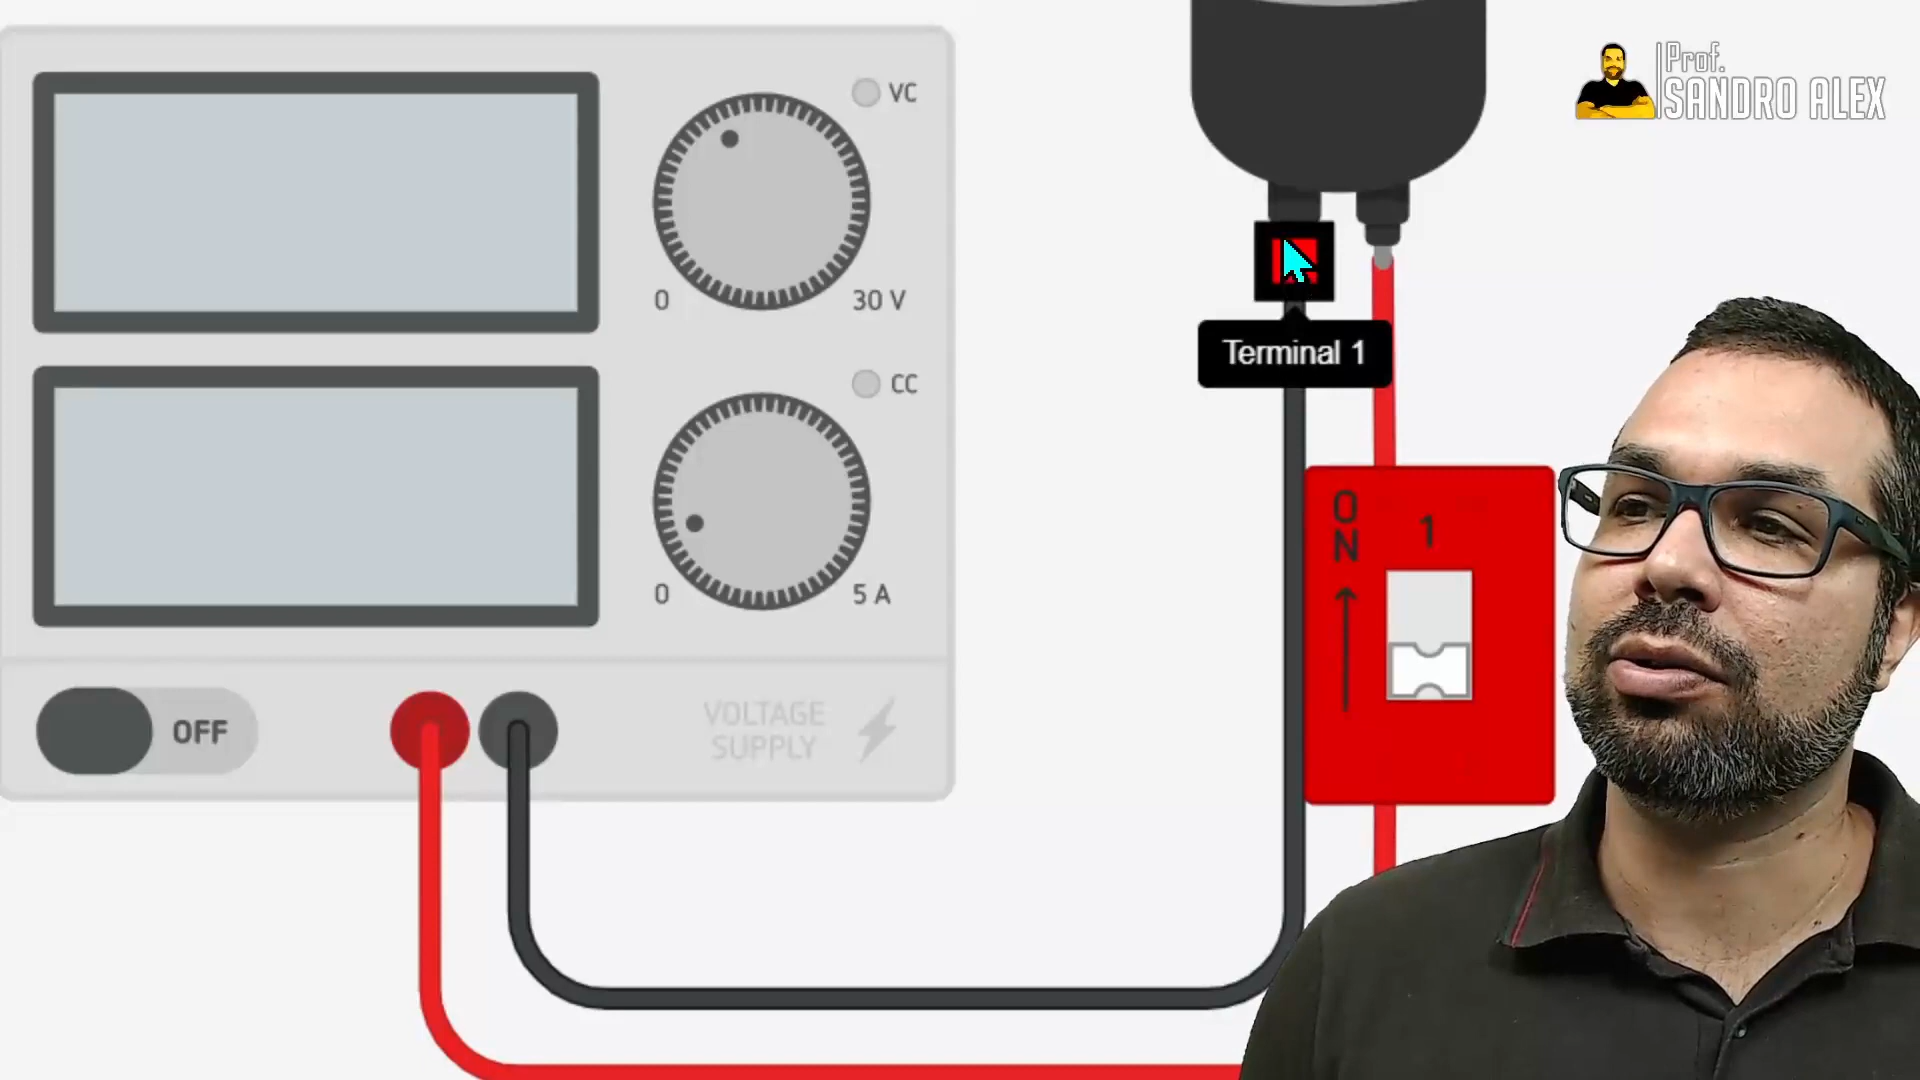 VC
0
30 V
CC
0
5 A
OFF
VOLTAGE
SUPPLY
Terminal 1
ON
1
Prof.
SANDRO ALEX